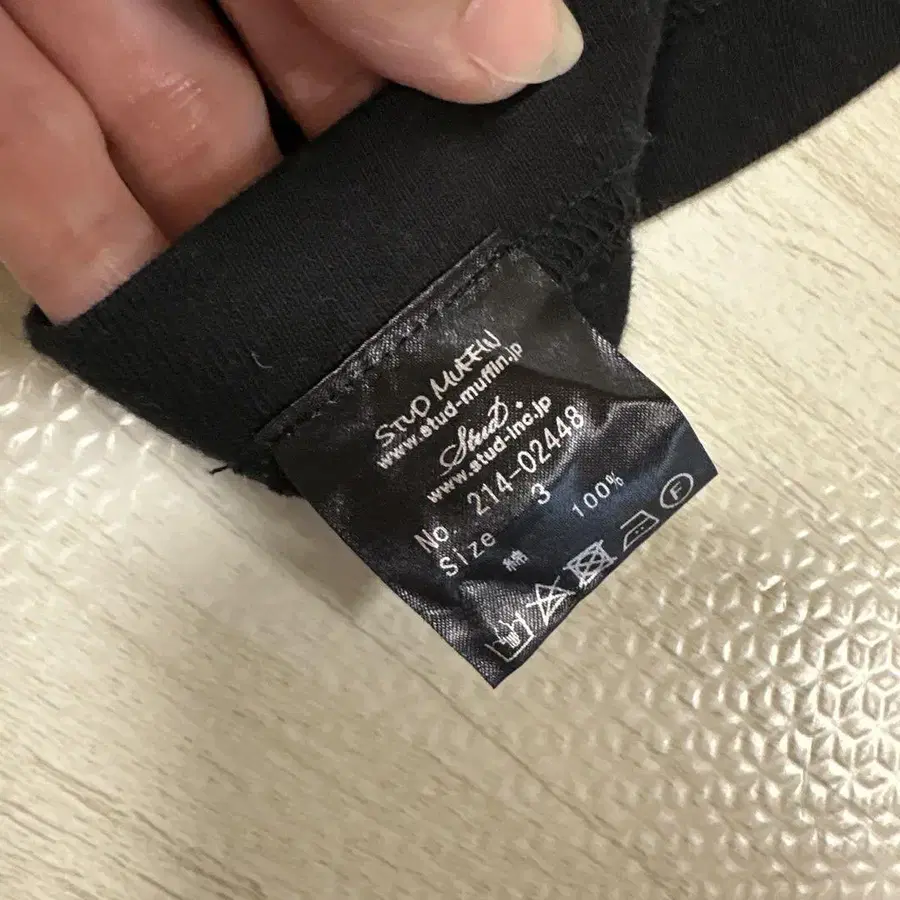 STUD MUFFIN
www.stud-muffin.jp
Stud.
www.stud-inc.jp
No. 214-02448
Size 3
綿 100%
F